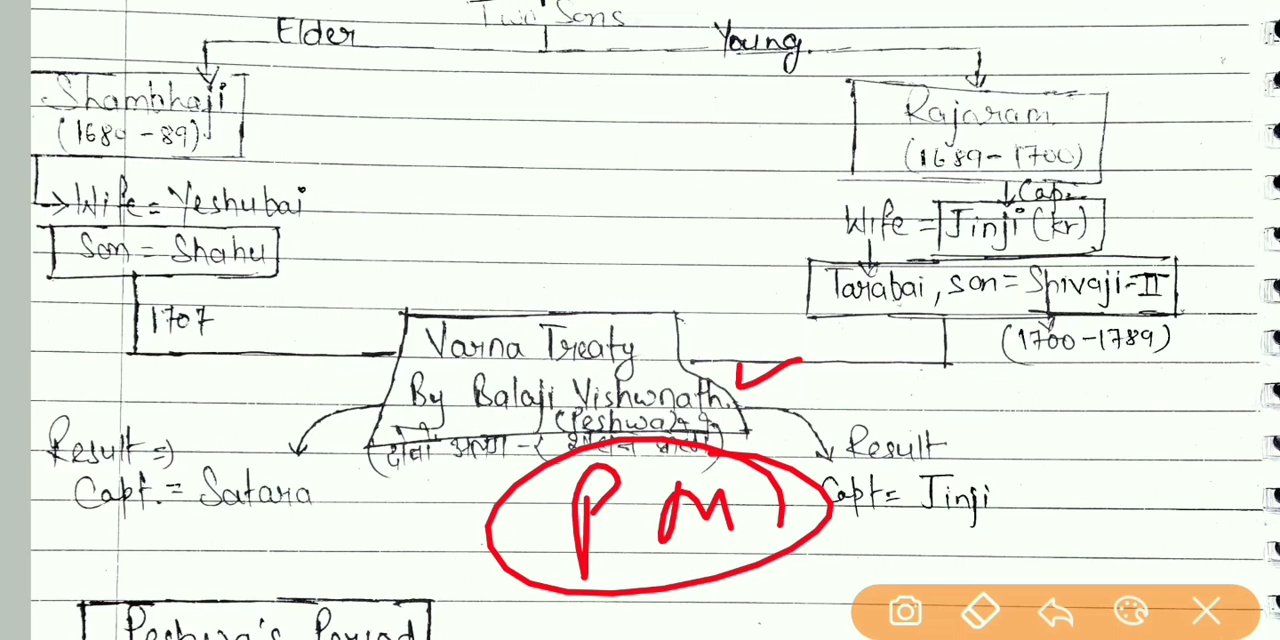 Two Sons
Elder
Young.
Shambhaji
(1680-89)
Rajaram
(1689-1700)
Cap.
Wife = Yeshubai
Wife = Jinji (kr)
Son = Shahu
Tarabai, son = Shivaji-II
1707
(1700-1789)
Varna Treaty
By Balaji Vishwnath.
(Peshwa)
Result =)
Capt. = Satara
Result
Capt = Jinji
PM
Peshwa's Period